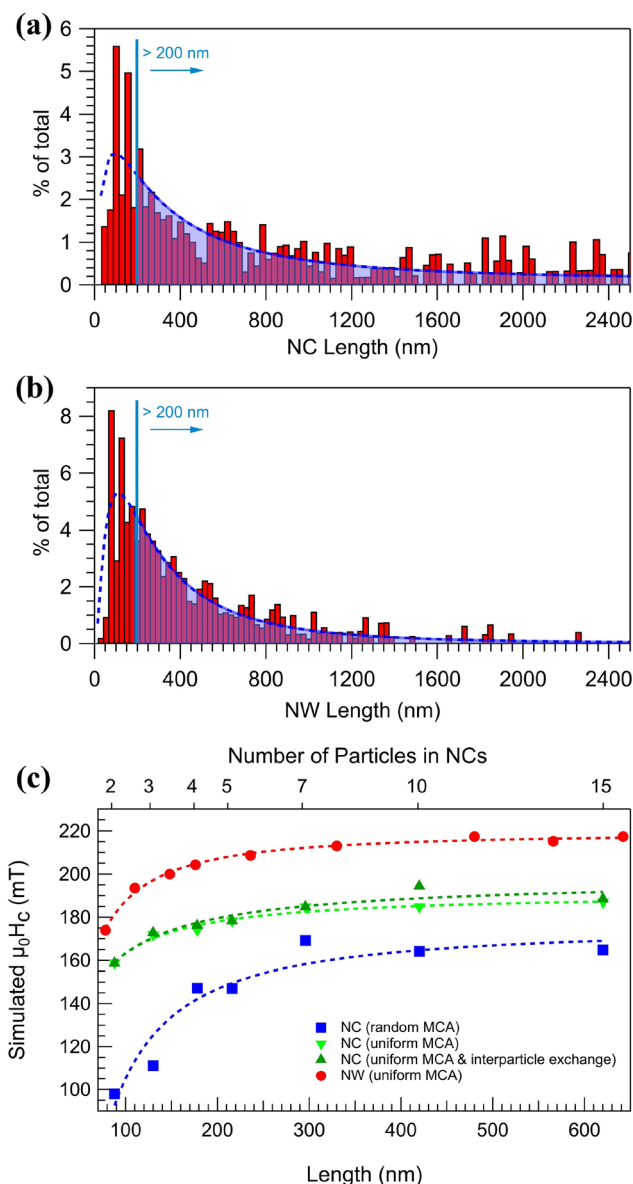 (a)
6
5
4
3
2
1
0
% of total
> 200 nm
0 400 800 1200 1600 2000 2400
NC Length (nm)
(b)
8
6
4
2
0
% of total
> 200 nm
0 400 800 1200 1600 2000 2400
NW Length (nm)
(c)
Number of Particles in NCs
2 3 4 5 7 10 15
220
200
180
160
140
120
100
Simulated μ₀H_C (mT)
NC (random MCA)
NC (uniform MCA)
NC (uniform MCA & interparticle exchange)
NW (uniform MCA)
100 200 300 400 500 600
Length (nm)